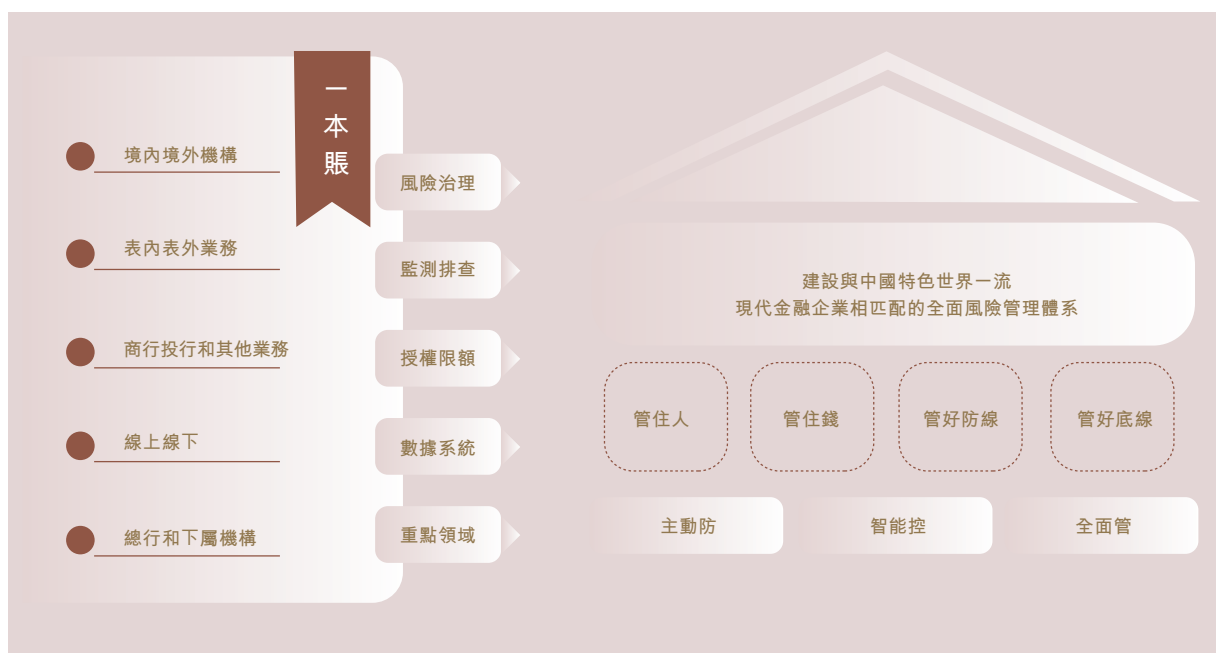 一本賬
境內境外機構
表內表外業務
商行投行和其他業務
線上線下
總行和下屬機構
風險治理
監測排查
授權限額
數據系統
重點領域
建設與中國特色世界一流
現代金融企業相匹配的全面風險管理體系
管住人
管住錢
管好防線
管好底線
主動防
智能控
全面管